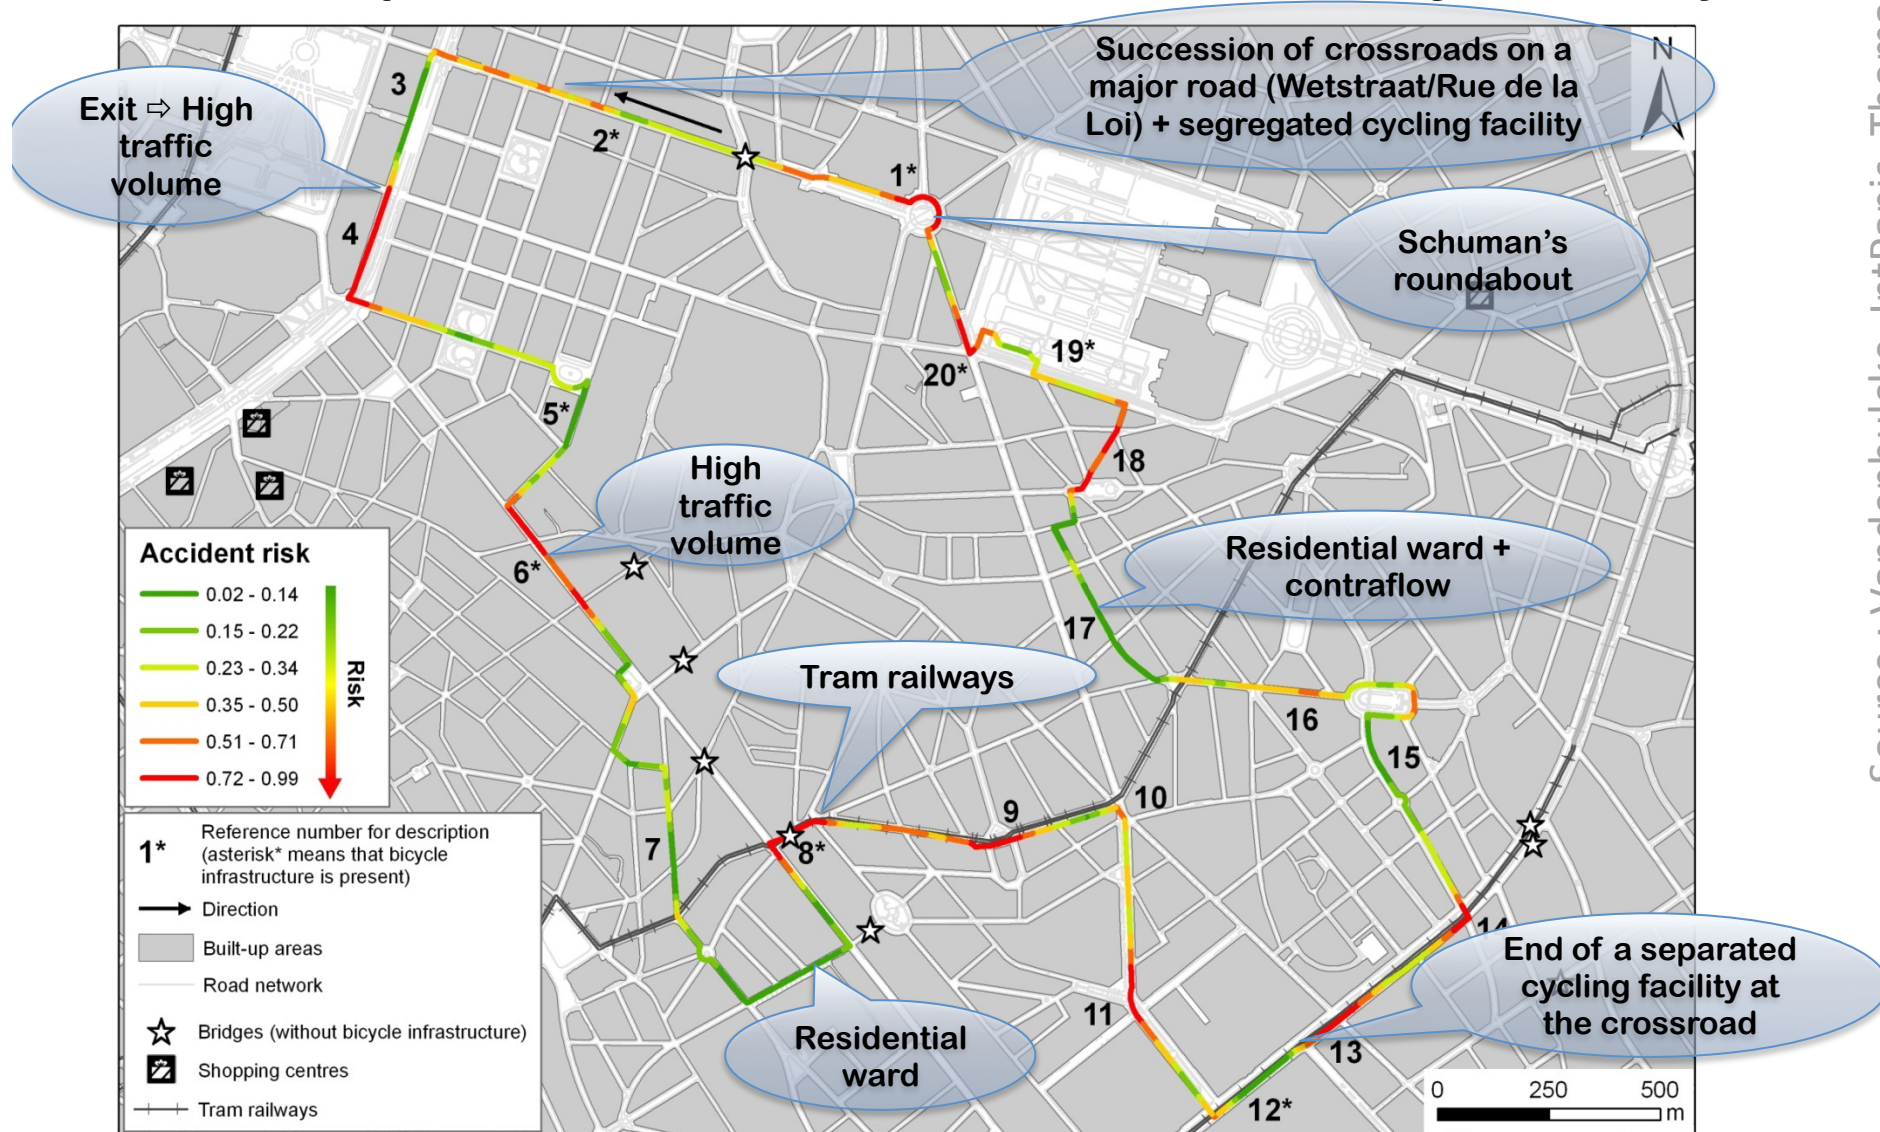 Succession of crossroads on a
major road (Wetstraat/Rue de la
Loi) + segregated cycling facility
N
Exit ⇨ High
traffic
volume
3
2*
1*
4
Schuman's
roundabout
19*
20*
5*
18
High
traffic
volume
6*
Residential ward +
contraflow
17
Tram railways
16
15
9
10
7
8*
14
End of a separated
cycling facility at
the crossroad
11
13
12*
Residential
ward
Accident risk
0.02 - 0.14
0.15 - 0.22
0.23 - 0.34
0.35 - 0.50
0.51 - 0.71
0.72 - 0.99
Risk
1*
Reference number for description
(asterisk* means that bicycle
infrastructure is present)
Direction
Built-up areas
Road network
Bridges (without bicycle infrastructure)
Shopping centres
Tram railways
0 250 500
m